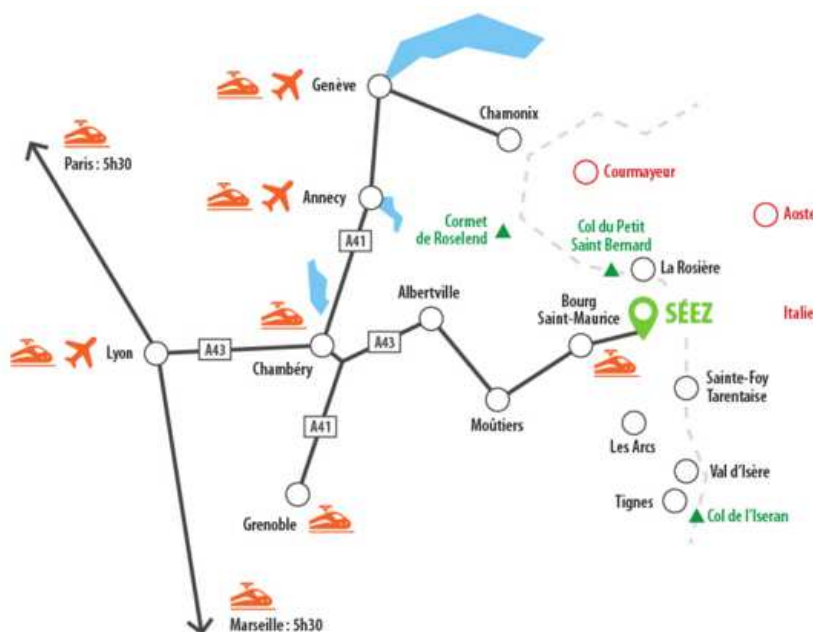 Genève
Chamonix
Paris : 5h30
Courmayeur
Annecy
Aoste
Cormet
de Roselend
Col du Petit
Saint Bernard
A41
La Rosière
Albertville
Bourg
Saint-Maurice
SÉEZ
Italie
Lyon
A43
Chambéry
A43
Sainte-Foy
Tarentaise
Moûtiers
A41
Les Arcs
Val d'Isère
Tignes
Col de l'Iseran
Grenoble
Marseille : 5h30